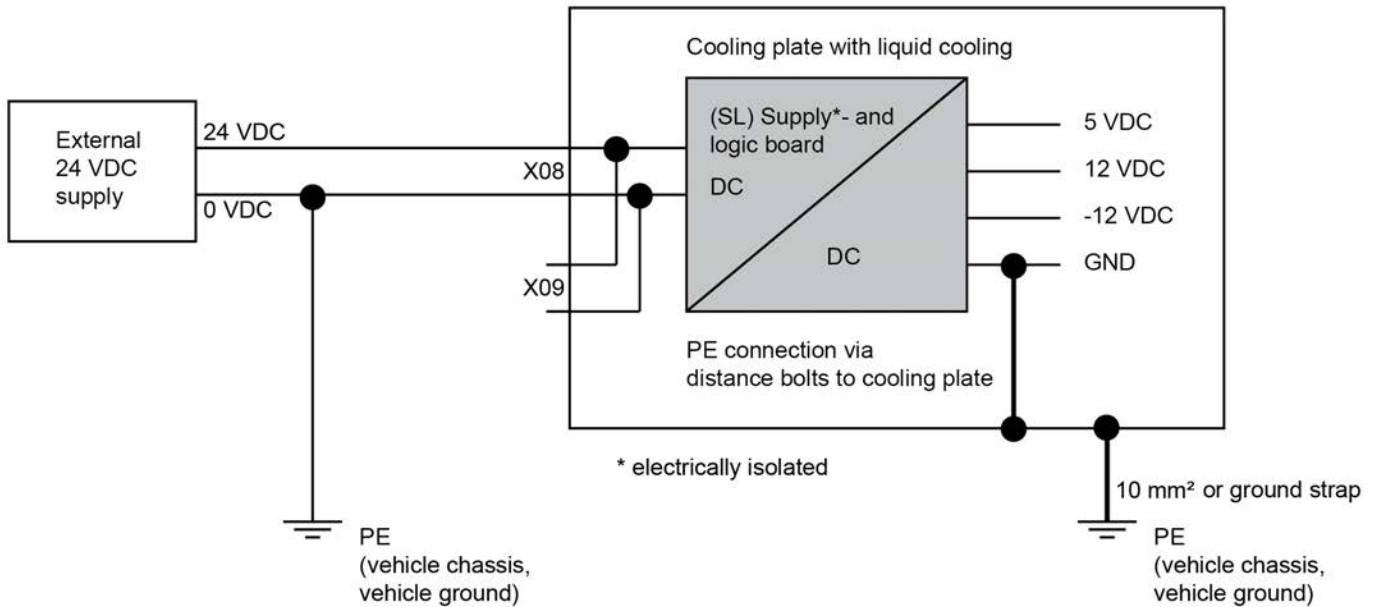 Cooling plate with liquid cooling
External
24 VDC
supply
24 VDC
0 VDC
X08
X09
(SL) Supply*- and
logic board
DC
DC
5 VDC
12 VDC
-12 VDC
GND
PE connection via
distance bolts to cooling plate
* electrically isolated
10 mm² or ground strap
PE
(vehicle chassis,
vehicle ground)
PE
(vehicle chassis,
vehicle ground)